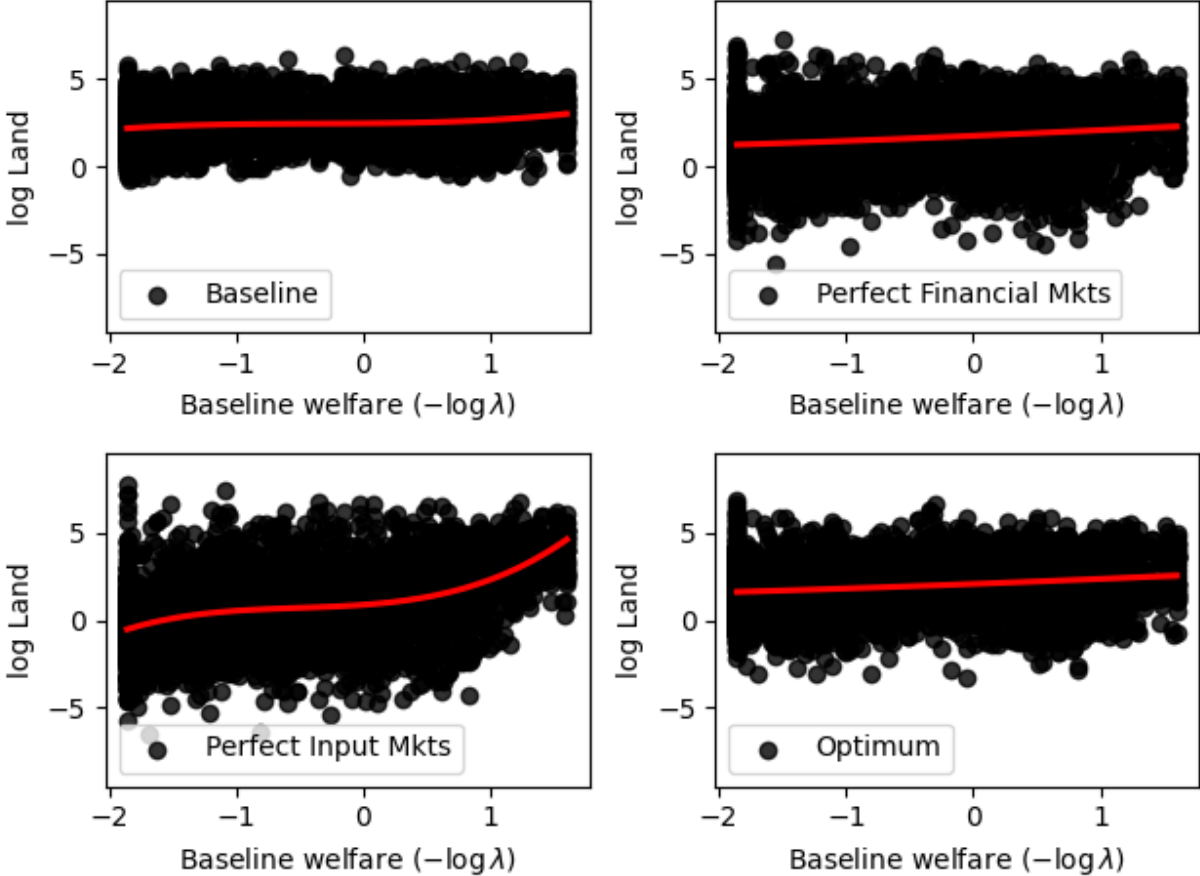 5
0
−5
log Land
Baseline
−2 −1 0 1
Baseline welfare (−log λ)
5
0
−5
log Land
Perfect Financial Mkts
−2 −1 0 1
Baseline welfare (−log λ)
5
0
−5
log Land
Perfect Input Mkts
−2 −1 0 1
Baseline welfare (−log λ)
5
0
−5
log Land
Optimum
−2 −1 0 1
Baseline welfare (−log λ)